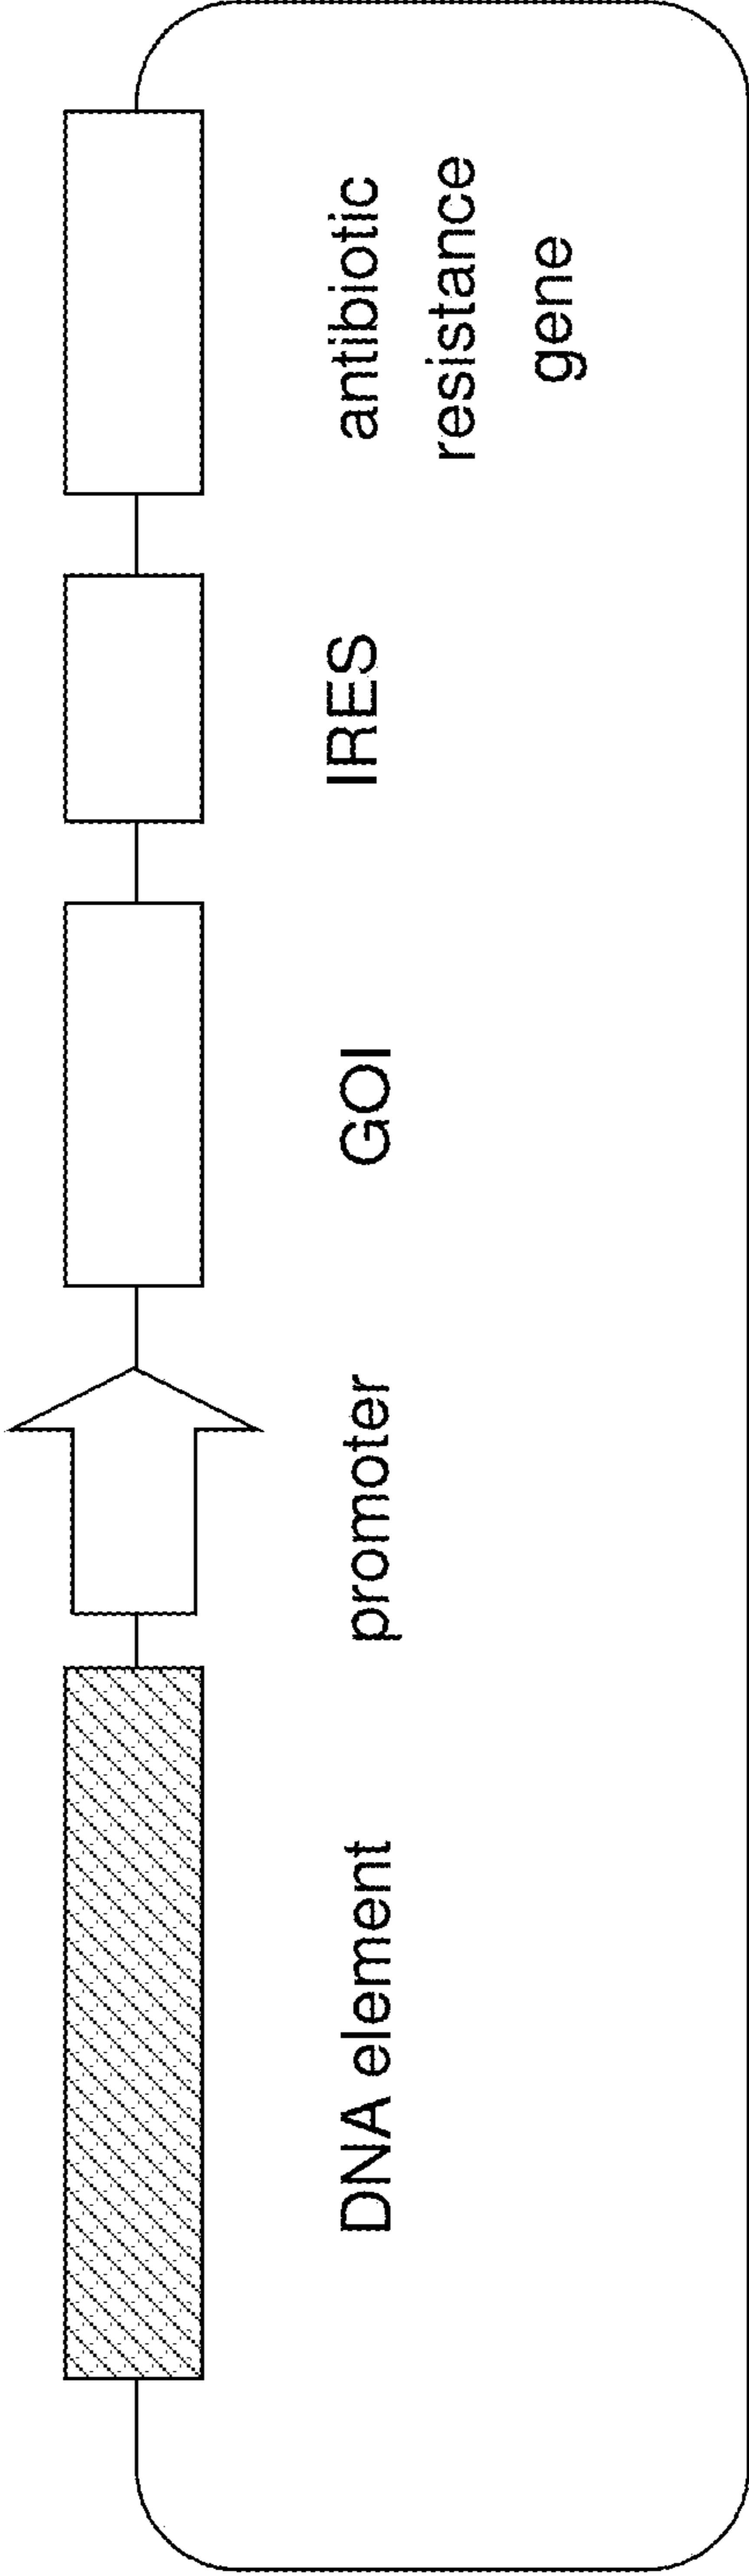 DNA element
promoter
GOI
IRES
antibiotic
resistance
gene